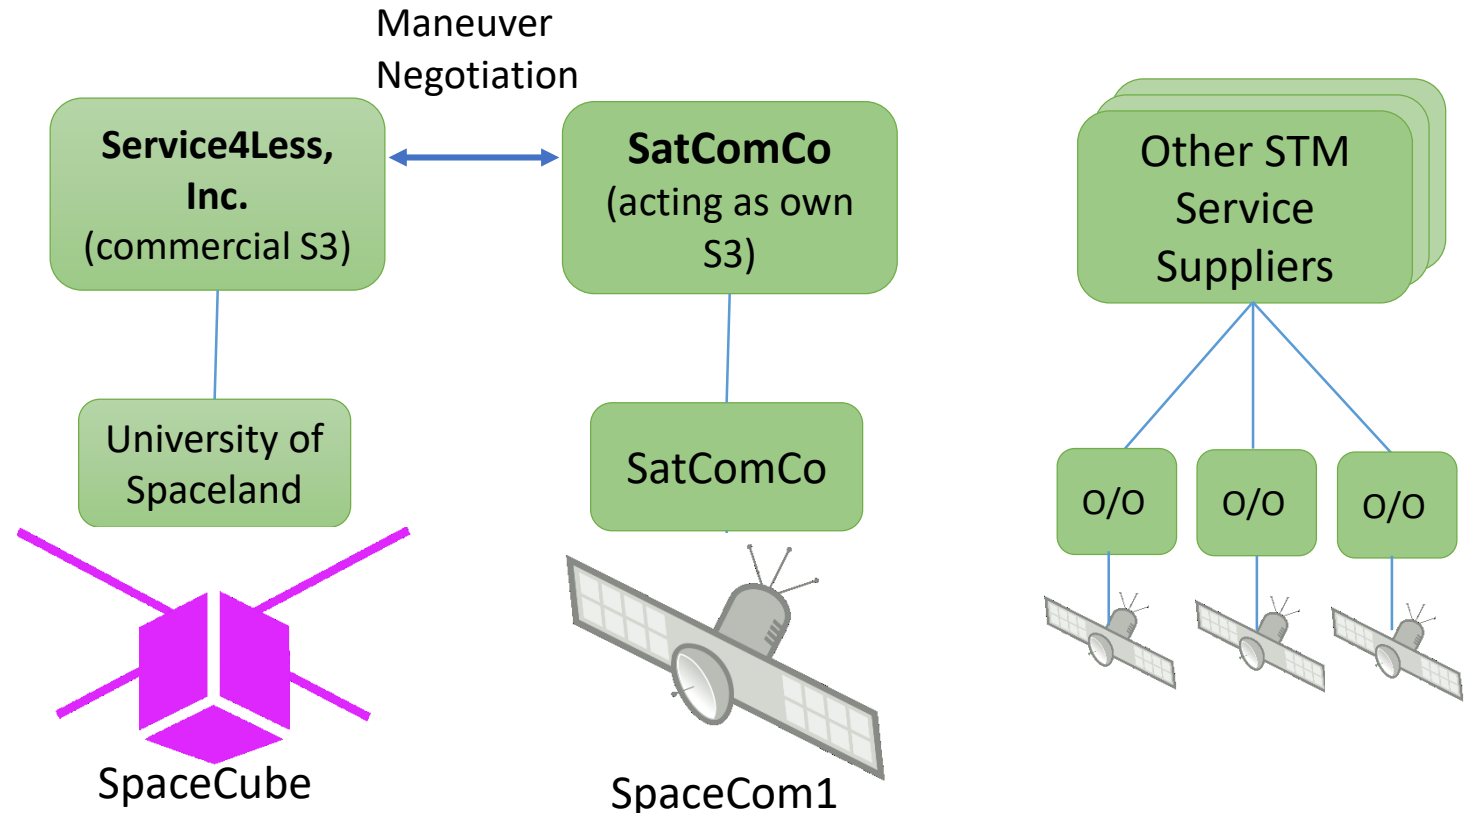 Maneuver
Negotiation
Service4Less,
Inc.
(commercial S3)
SatComCo
(acting as own
S3)
Other STM
Service
Suppliers
University of
Spaceland
SatComCo
O/O
O/O
O/O
SpaceCube
SpaceCom1